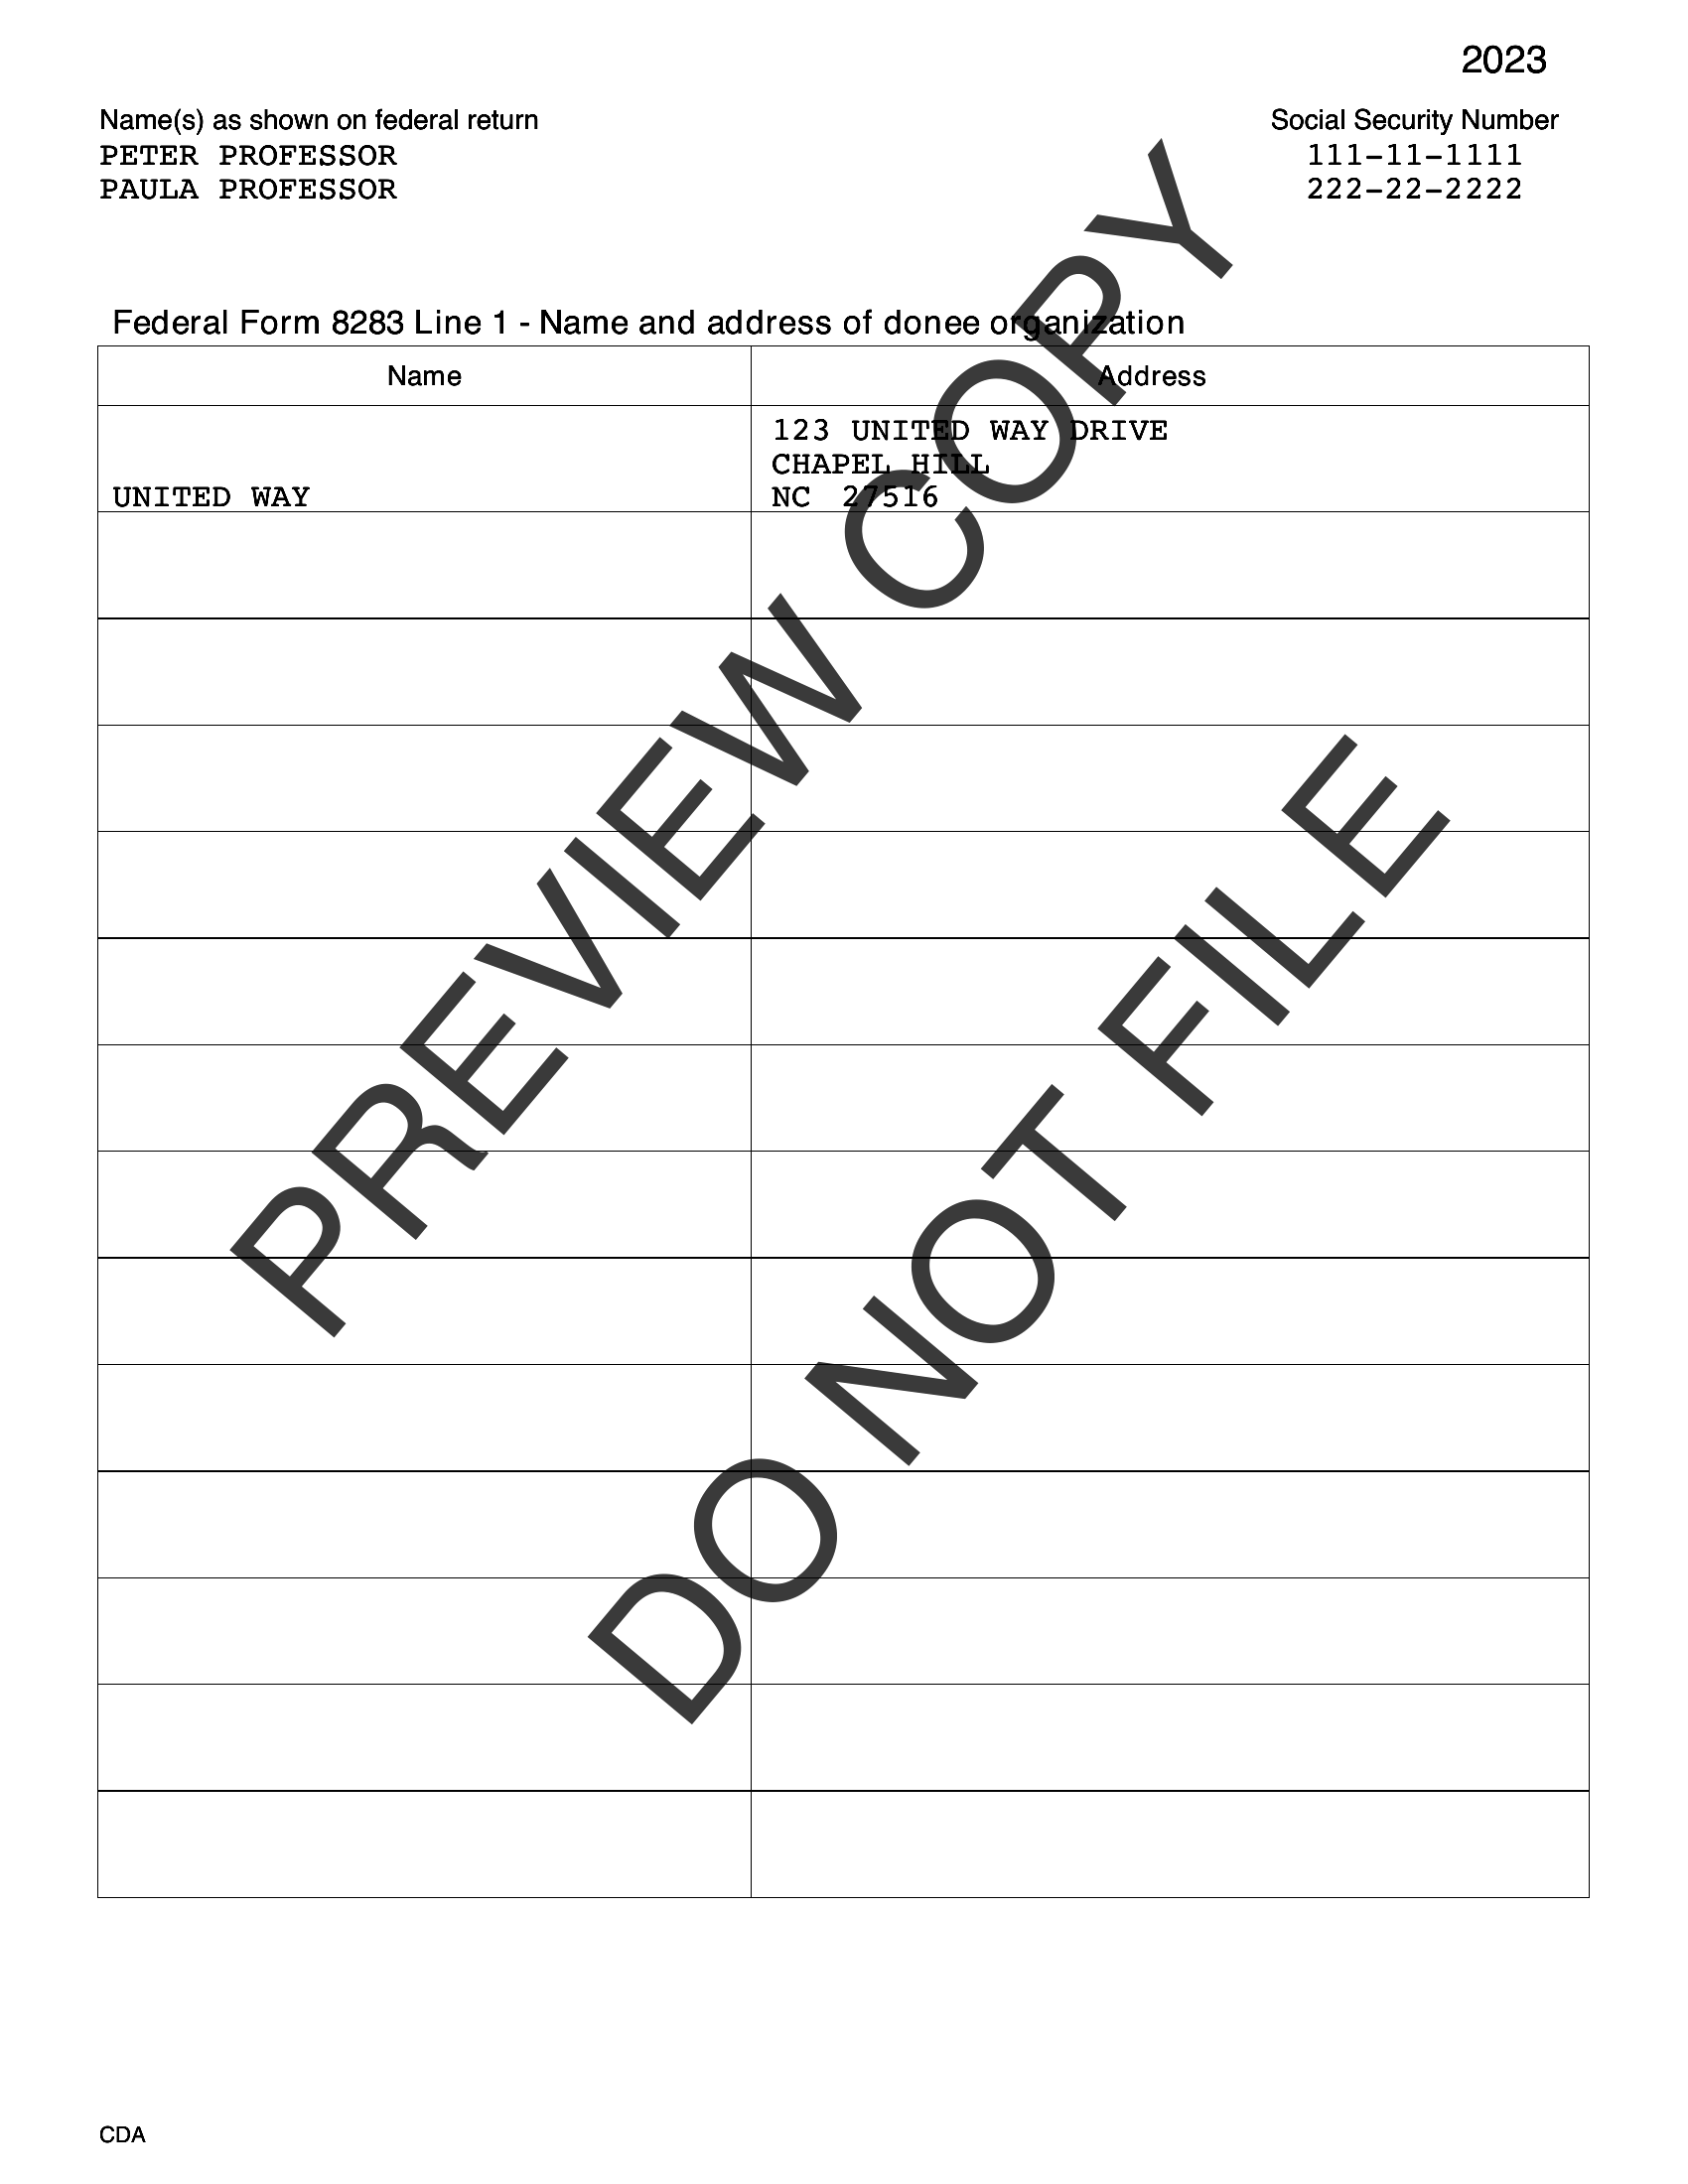 2023
Name(s) as shown on federal return
Social Security Number
PETER PROFESSOR
111-11-1111
PAULA PROFESSOR
222-22-2222
Federal Form 8283 Line 1 - Name and address of donee organization
Name
Address
123 UNITED WAY DRIVE
CHAPEL HILL
UNITED WAY
NC 27516
PREVIEW COPY
DO NOT FILE
CDA